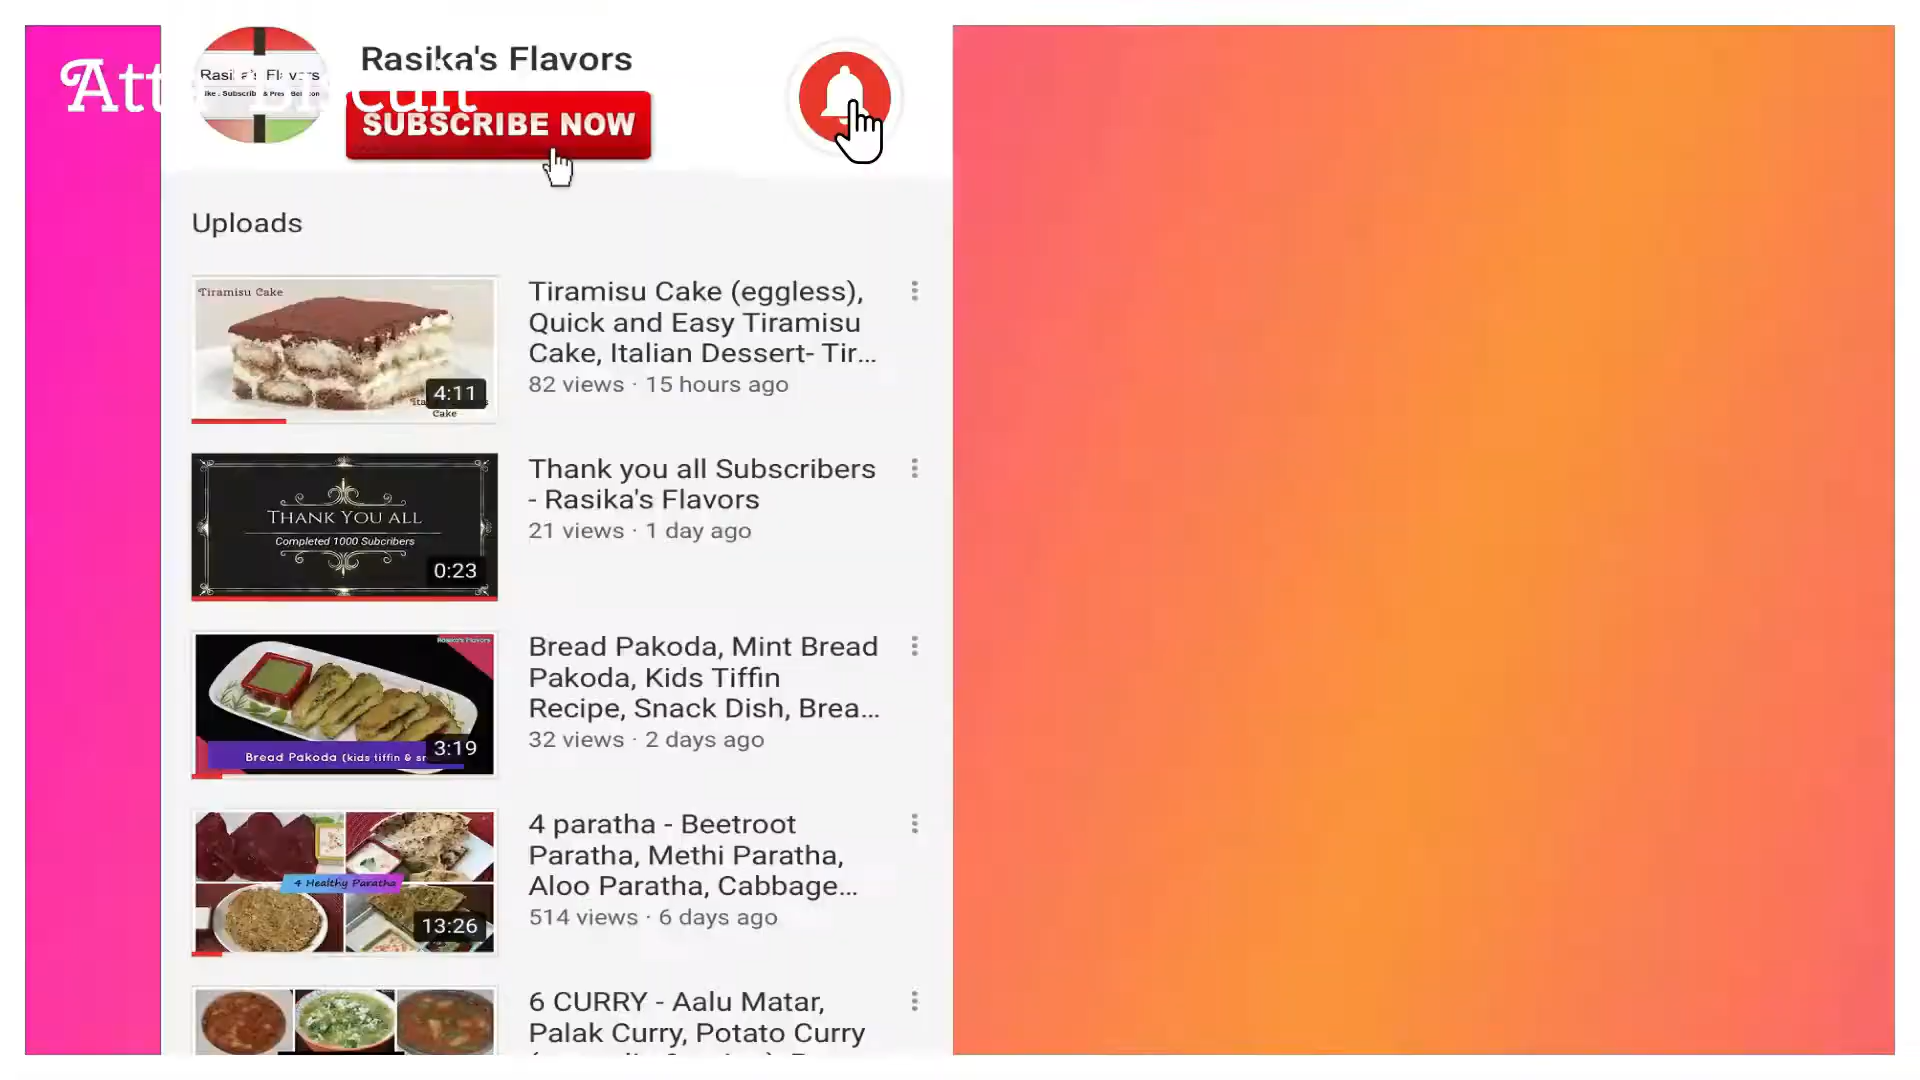 Rasika's Flavors
SUBSCRIBE NOW
Uploads
Tiramisu Cake
4:11
Cake
Tiramisu Cake (eggless),
Quick and Easy Tiramisu
Cake, Italian Dessert- Tir...
82 views · 15 hours ago
THANK YOU ALL
Completed 1000 Subcribers
0:23
Thank you all Subscribers
- Rasika's Flavors
21 views · 1 day ago
Rasika's Flavors
Bread Pakoda (kids tiffin & sn
3:19
Bread Pakoda, Mint Bread
Pakoda, Kids Tiffin
Recipe, Snack Dish, Brea...
32 views · 2 days ago
4 Healthy Paratha
13:26
4 paratha - Beetroot
Paratha, Methi Paratha,
Aloo Paratha, Cabbage...
514 views · 6 days ago
6 CURRY - Aalu Matar,
Palak Curry, Potato Curry